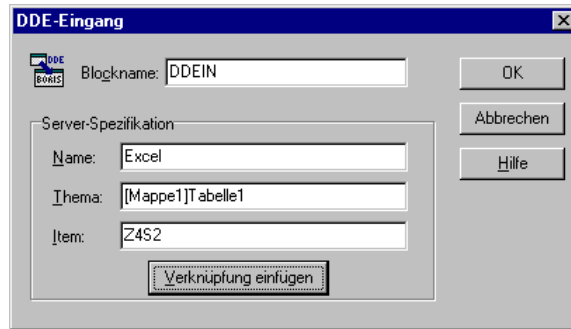 DDE-Eingang
DDE
BORIS
Blockname: DDEIN
OK
Server-Spezifikation
Abbrechen
Name: Excel
Hilfe
Thema: [Mappe1]Tabelle1
Item: Z4S2
Verknüpfung einfügen